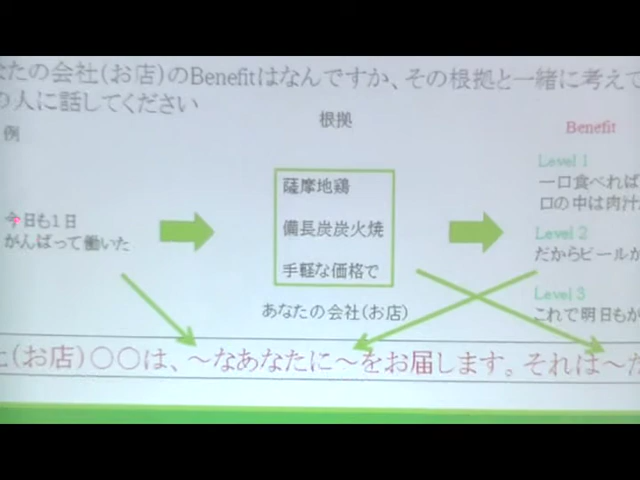 なたの会社(お店)のBenefitはなんですか、その根拠と一緒に考えて
の人に話してください
例
根拠
Benefit
今日も1日
がんばって働いた
薩摩地鶏
備長炭炭火焼
手軽な価格で
あなたの会社(お店)
Level 1
一口食べれば
口の中は肉汁
Level 2
だからビールが
Level 3
これで明日もが
(お店)○○は、～なあなたに～をお届します。それは～だ